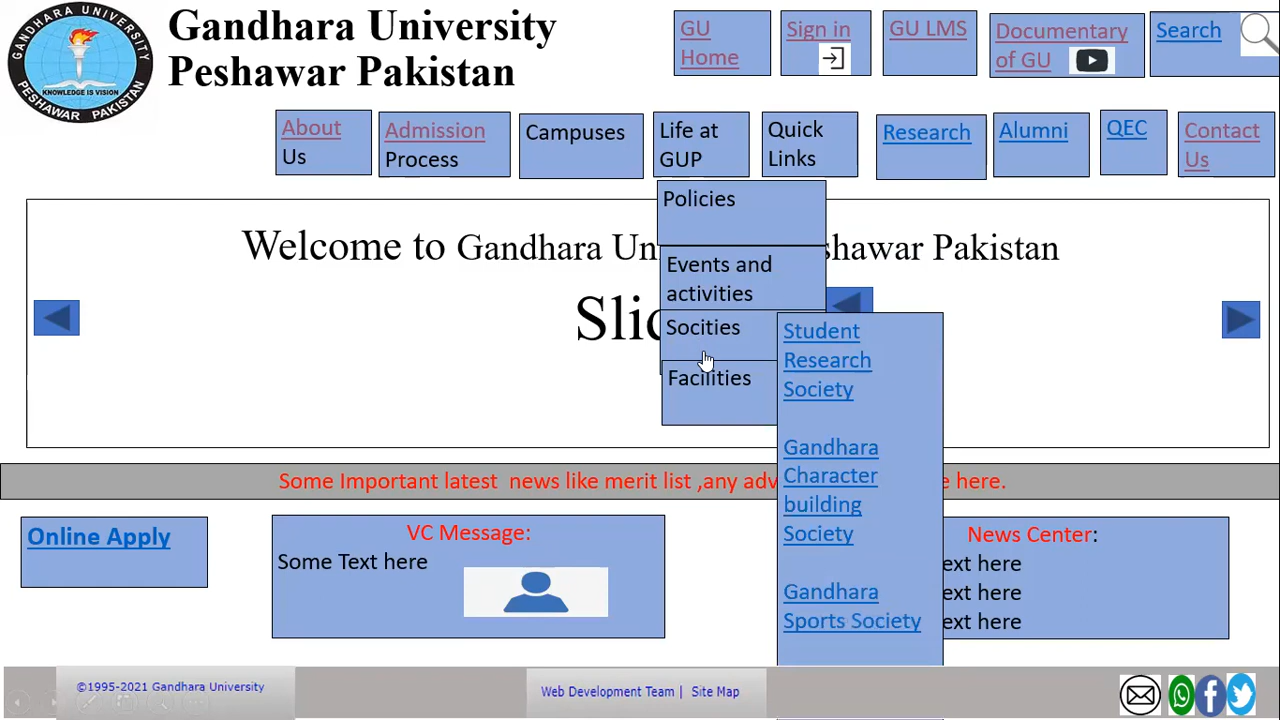 GANDHARA UNIVERSITY
KNOWLEDGE IS VISION
PESHAWAR PAKISTAN
Gandhara University
Peshawar Pakistan
GU
Home
Sign in
GU LMS
Documentary
of GU
Search
About
Us
Admission
Process
Campuses
Life at
GUP
Quick
Links
Research
Alumni
QEC
Contact
Us
Policies
Events and
activities
Socities
Facilities
Student
Research
Society
Gandhara
Character
building
Society
Gandhara
Sports Society
Welcome to Gandhara Un shawar Pakistan
Slid
Some Important latest news like merit list ,any adv e here.
Online Apply
VC Message:
Some Text here
News Center:
ext here
ext here
ext here
©1995-2021 Gandhara University
Web Development Team | Site Map